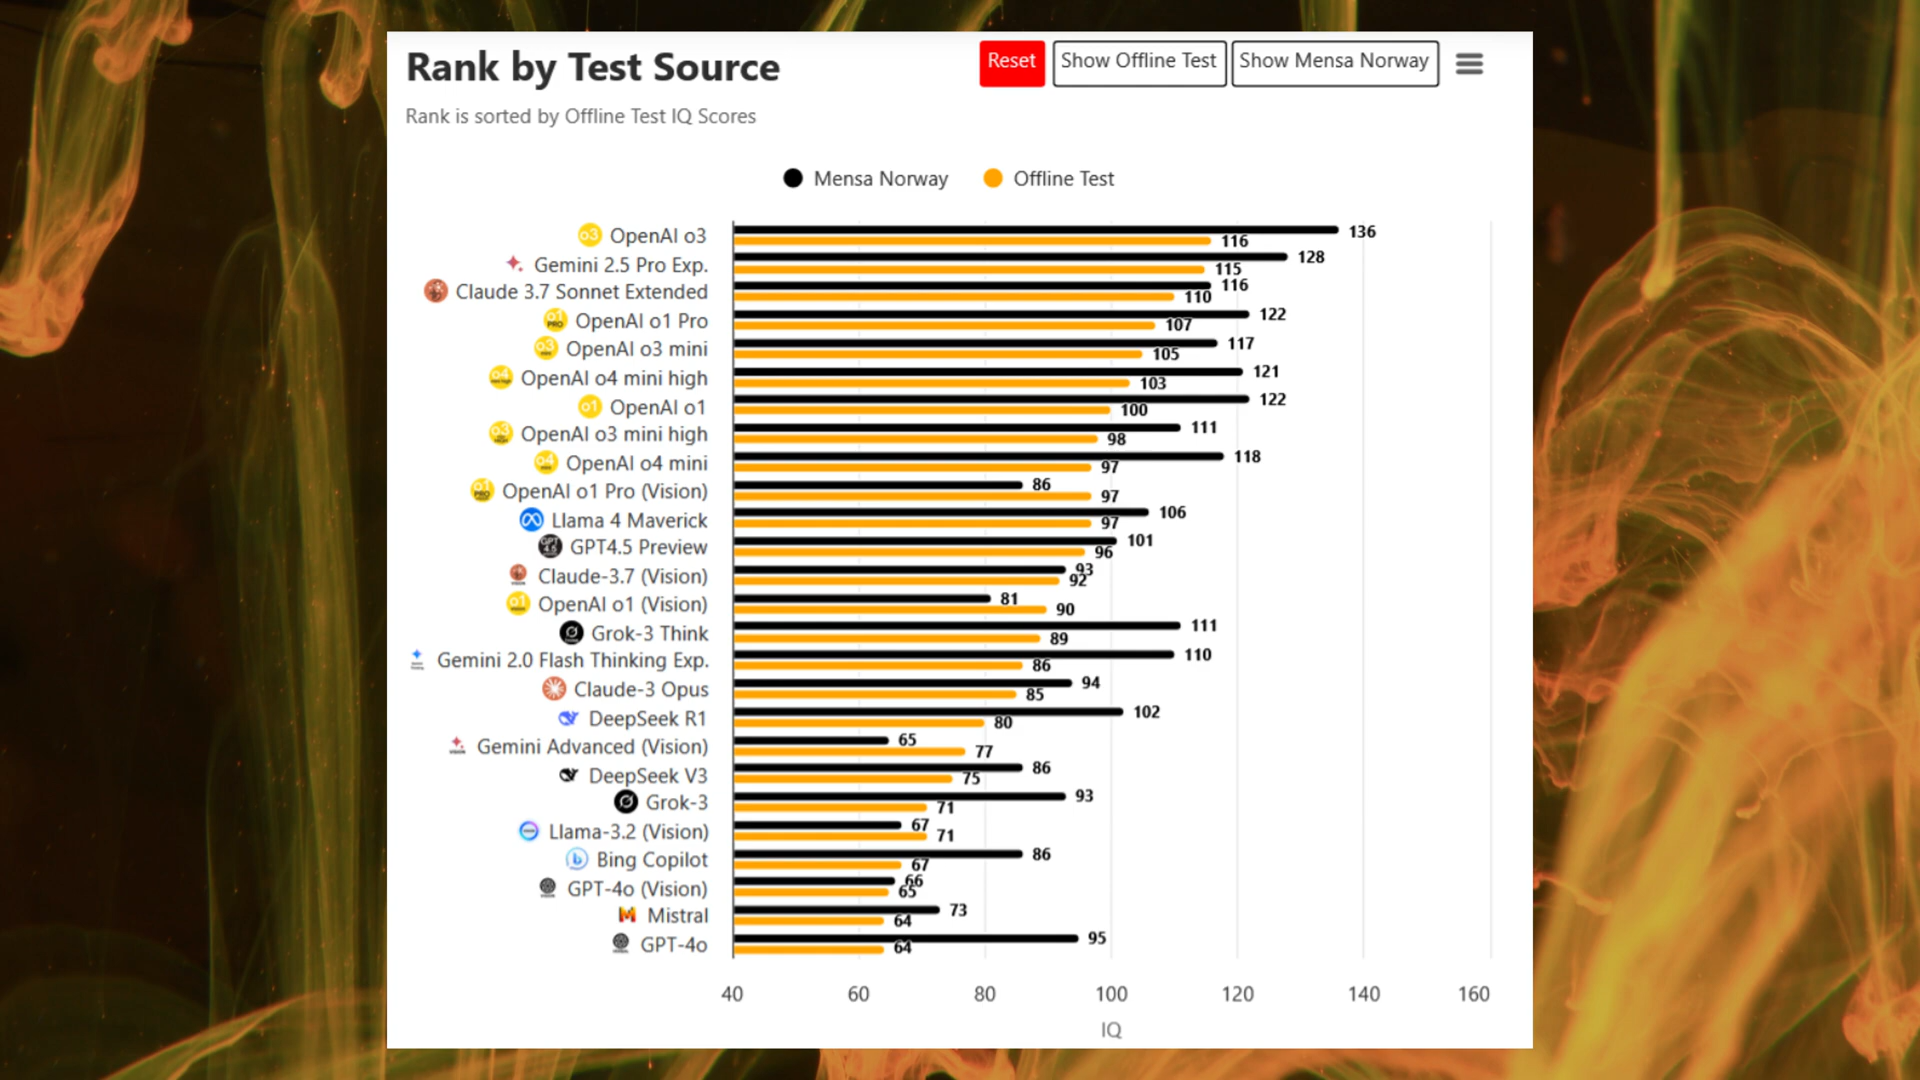 Rank by Test Source
Reset
Show Offline Test
Show Mensa Norway
Rank is sorted by Offline Test IQ Scores
Mensa Norway
Offline Test
OpenAI o3 136 116
Gemini 2.5 Pro Exp. 128 115
Claude 3.7 Sonnet Extended 116 110
OpenAI o1 Pro 122 107
OpenAI o3 mini 117 105
OpenAI o4 mini high 121 103
OpenAI o1 122 100
OpenAI o3 mini high 111 98
OpenAI o4 mini 118 97
OpenAI o1 Pro (Vision) 86 97
Llama 4 Maverick 106 97
GPT4.5 Preview 101 96
Claude-3.7 (Vision) 93 92
OpenAI o1 (Vision) 81 90
Grok-3 Think 111 89
Gemini 2.0 Flash Thinking Exp. 110 86
Claude-3 Opus 94 85
DeepSeek R1 102 80
Gemini Advanced (Vision) 65 77
DeepSeek V3 86 75
Grok-3 93 71
Llama-3.2 (Vision) 67 71
Bing Copilot 86 67
GPT-4o (Vision) 66 65
Mistral 73 64
GPT-4o 95 64
40 60 80 100 120 140 160
IQ